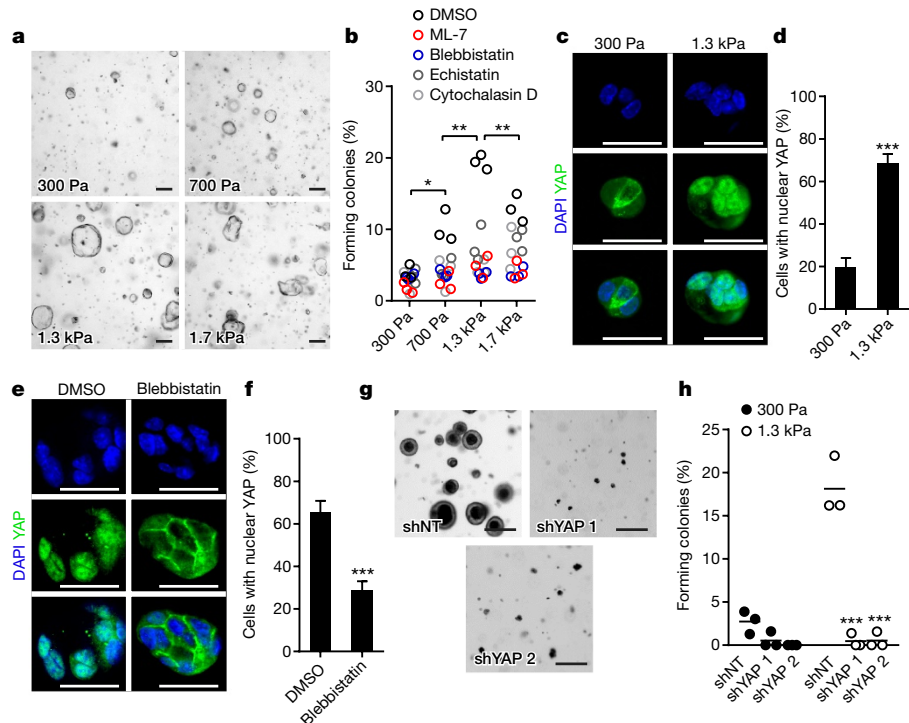 a
300 Pa
700 Pa
1.3 kPa
1.7 kPa
b
DMSO
ML-7
Blebbistatin
Echistatin
Cytochalasin D
Forming colonies (%)
30
20
10
0
*
**
**
300 Pa
700 Pa
1.3 kPa
1.7 kPa
c
300 Pa
1.3 kPa
DAPI YAP
d
Cells with nuclear YAP (%)
100
80
60
40
20
0
***
300 Pa
1.3 kPa
e
DMSO
Blebbistatin
DAPI YAP
f
Cells with nuclear YAP (%)
100
80
60
40
20
0
***
DMSO
Blebbistatin
g
shNT
shYAP 1
shYAP 2
h
300 Pa
1.3 kPa
Forming colonies (%)
25
20
15
10
5
0
***
***
shNT
shYAP 1
shYAP 2
shNT
shYAP 1
shYAP 2